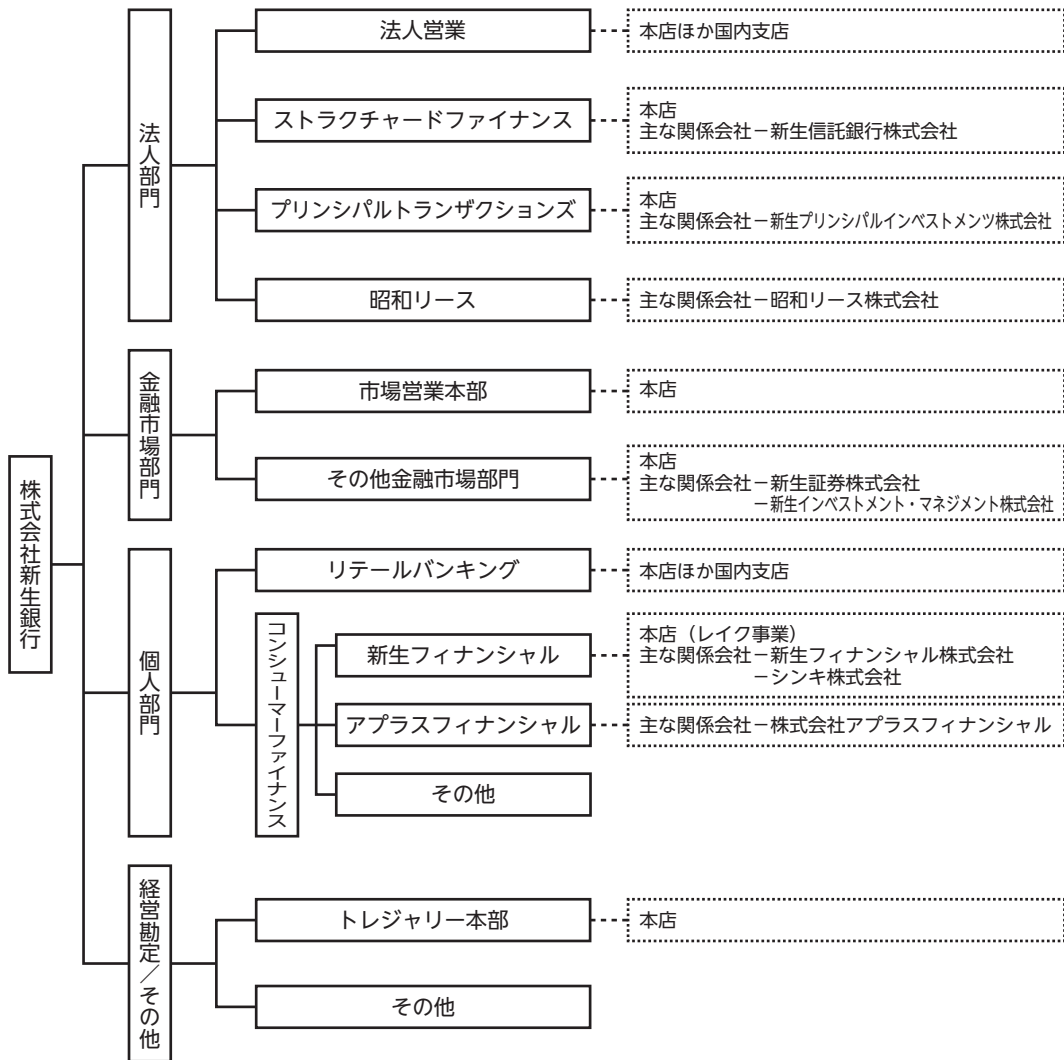 株式会社新生銀行
法人部門
法人営業
本店ほか国内支店
ストラクチャードファイナンス
本店
主な関係会社－新生信託銀行株式会社
プリンシパルトランザクションズ
本店
主な関係会社－新生プリンシパルインベストメンツ株式会社
昭和リース
主な関係会社－昭和リース株式会社
金融市場部門
市場営業本部
本店
その他金融市場部門
本店
主な関係会社－新生証券株式会社
－新生インベストメント・マネジメント株式会社
個人部門
リテールバンキング
本店ほか国内支店
コンシューマーファイナンス
新生フィナンシャル
本店（レイク事業）
主な関係会社－新生フィナンシャル株式会社
－シンキ株式会社
アプラスフィナンシャル
主な関係会社－株式会社アプラスフィナンシャル
その他
経営勘定／その他
トレジャリー本部
本店
その他